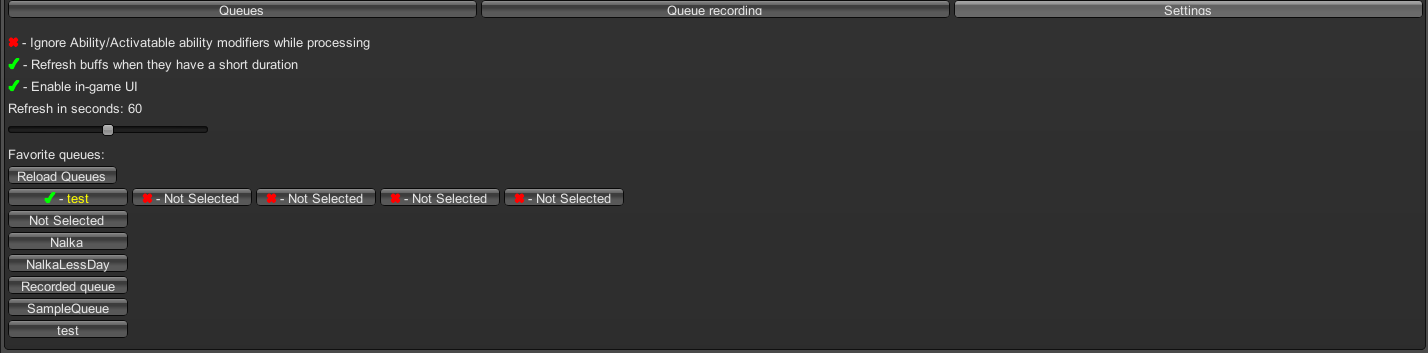 Queues Queue recording Settings
✖ - Ignore Ability/Activatable ability modifiers while processing
✔ - Refresh buffs when they have a short duration
✔ - Enable in-game UI
Refresh in seconds: 60
Favorite queues:
Reload Queues
✔ - test ✖ - Not Selected ✖ - Not Selected ✖ - Not Selected ✖ - Not Selected
Not Selected
Nalka
NalkaLessDay
Recorded queue
SampleQueue
test